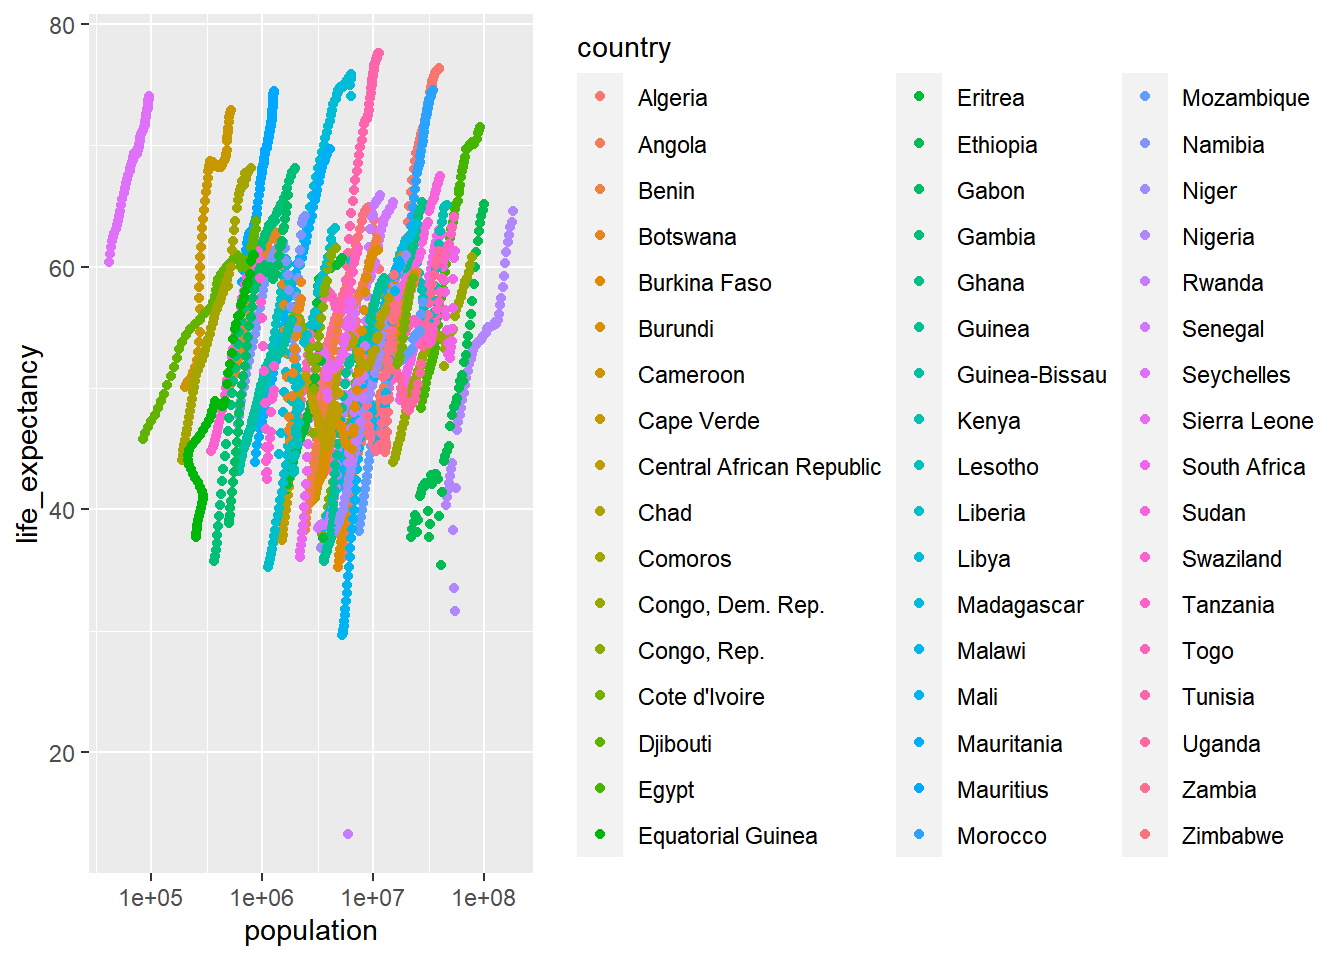 80
60
40
20
life_expectancy
1e+05 1e+06 1e+07 1e+08
population
country
Algeria
Angola
Benin
Botswana
Burkina Faso
Burundi
Cameroon
Cape Verde
Central African Republic
Chad
Comoros
Congo, Dem. Rep.
Congo, Rep.
Cote d'Ivoire
Djibouti
Egypt
Equatorial Guinea
Eritrea
Ethiopia
Gabon
Gambia
Ghana
Guinea
Guinea-Bissau
Kenya
Lesotho
Liberia
Libya
Madagascar
Malawi
Mali
Mauritania
Mauritius
Morocco
Mozambique
Namibia
Niger
Nigeria
Rwanda
Senegal
Seychelles
Sierra Leone
South Africa
Sudan
Swaziland
Tanzania
Togo
Tunisia
Uganda
Zambia
Zimbabwe